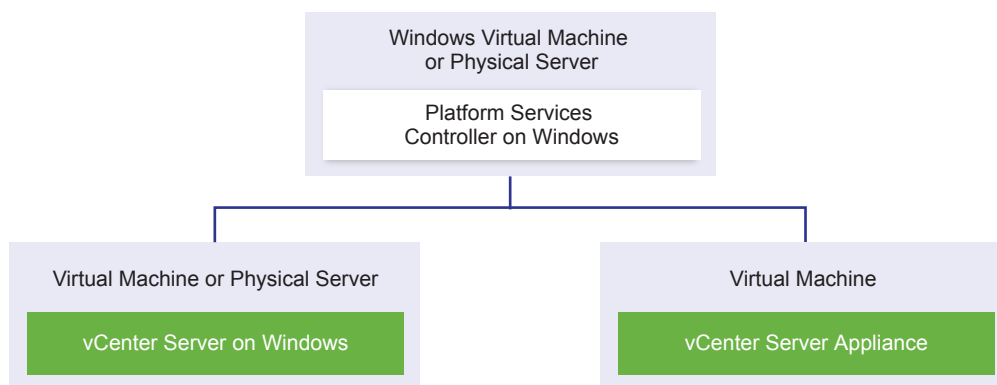 Windows Virtual Machine
or Physical Server
Platform Services
Controller on Windows
Virtual Machine or Physical Server
Virtual Machine
vCenter Server on Windows
vCenter Server Appliance